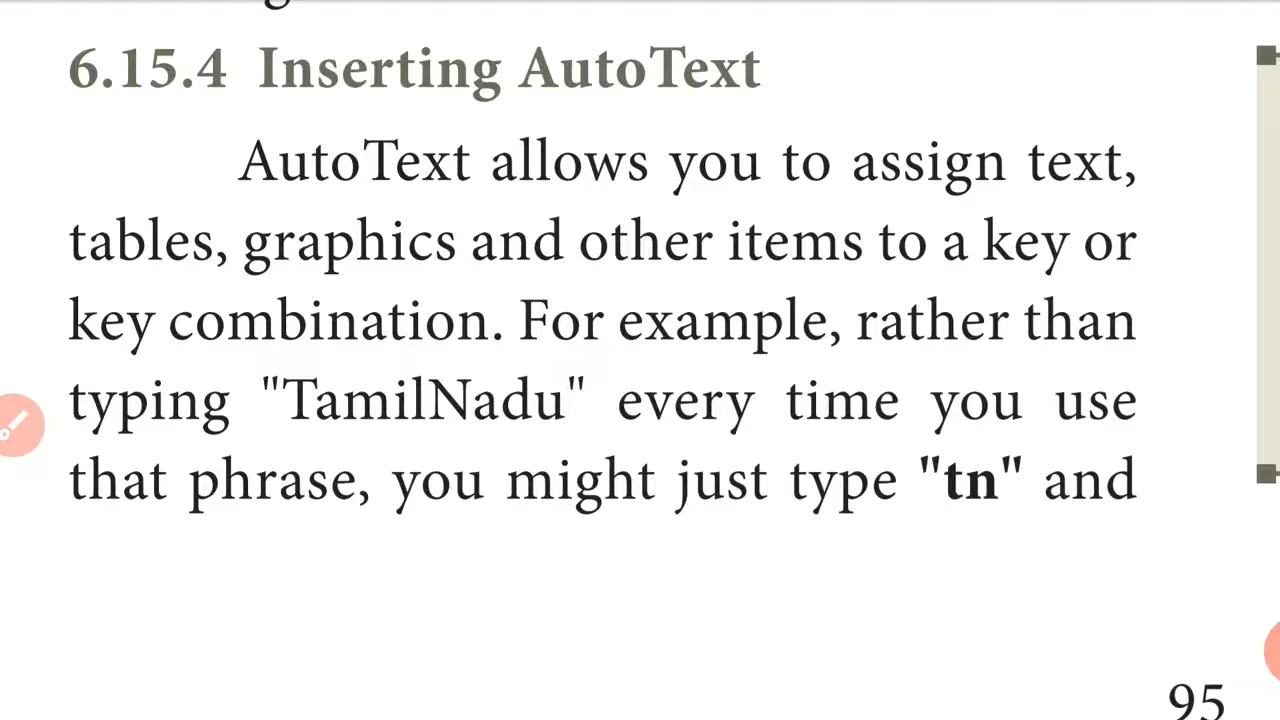 6.15.4 Inserting AutoText
AutoText allows you to assign text,
tables, graphics and other items to a key or
key combination. For example, rather than
typing "TamilNadu" every time you use
that phrase, you might just type "tn" and
95